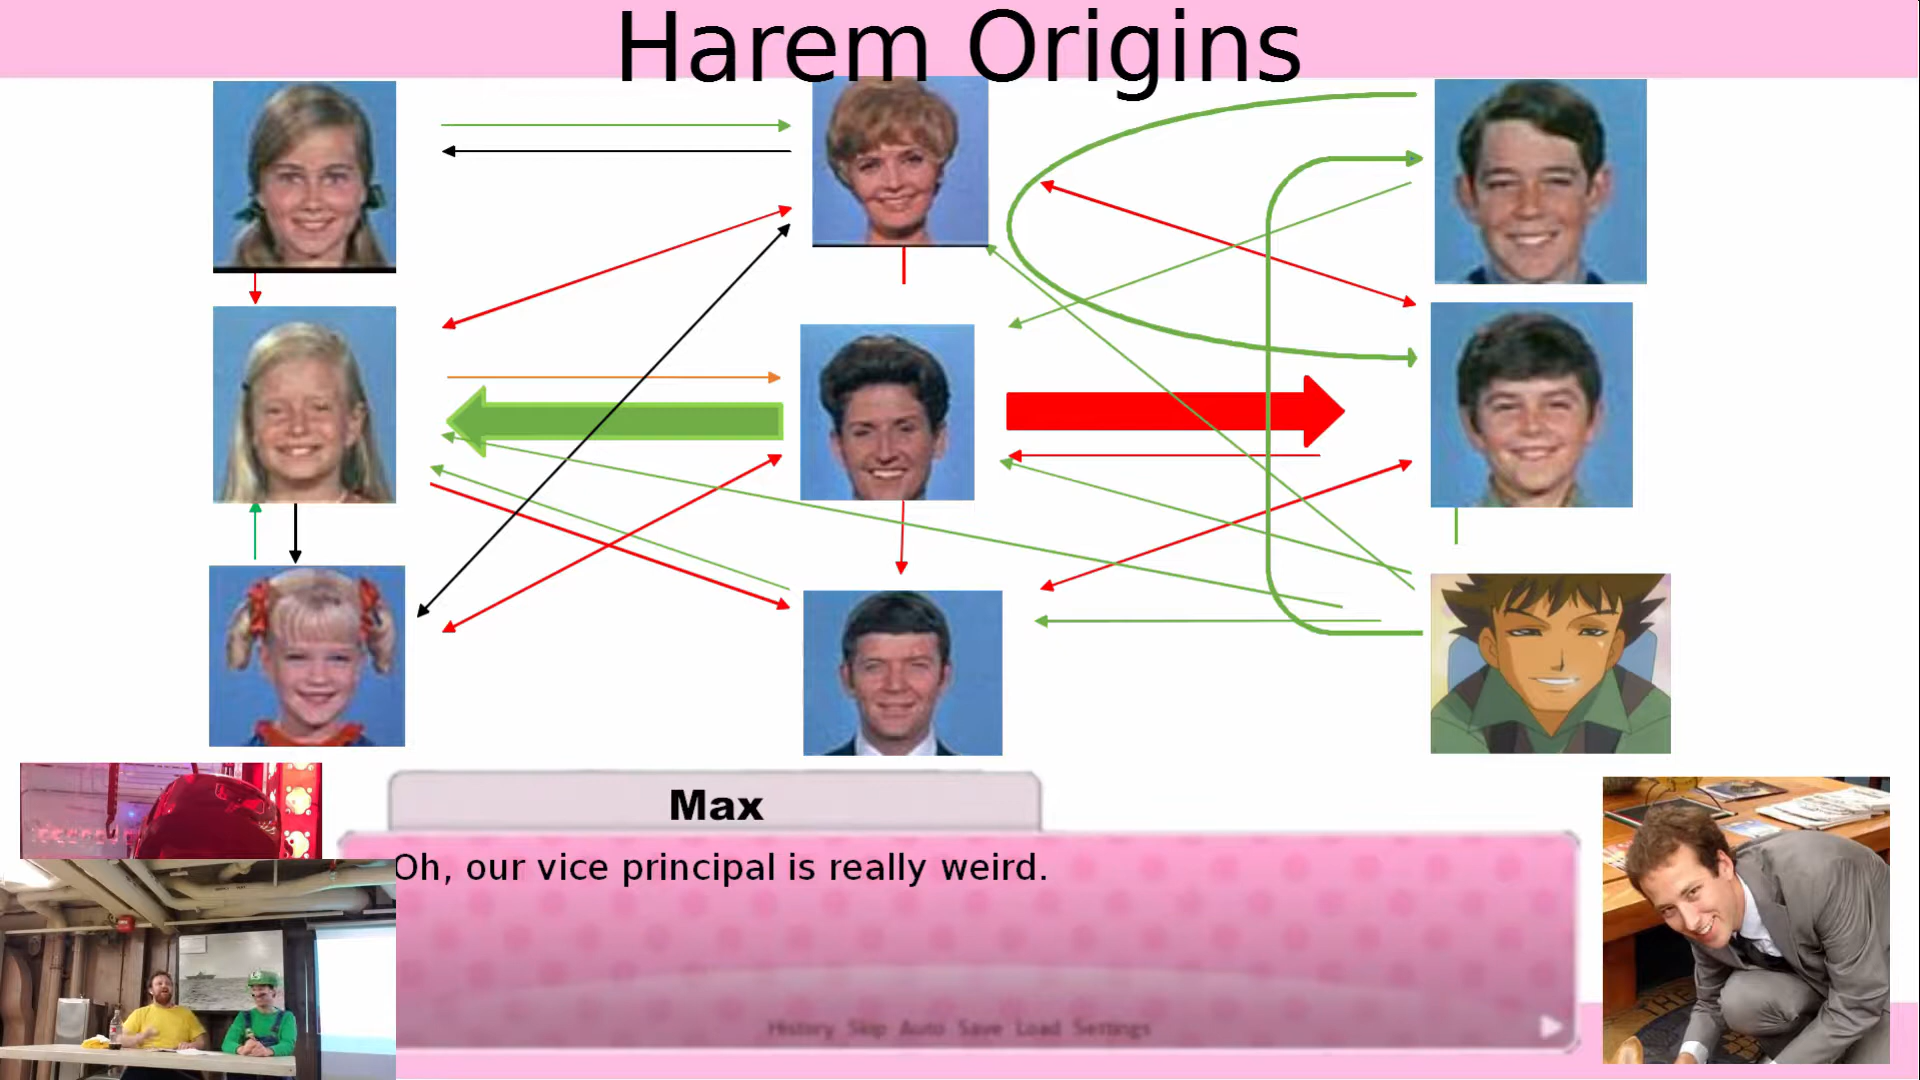 Harem Origins
Max
Oh, our vice principal is really weird.
History Skip Auto Save Load Settings